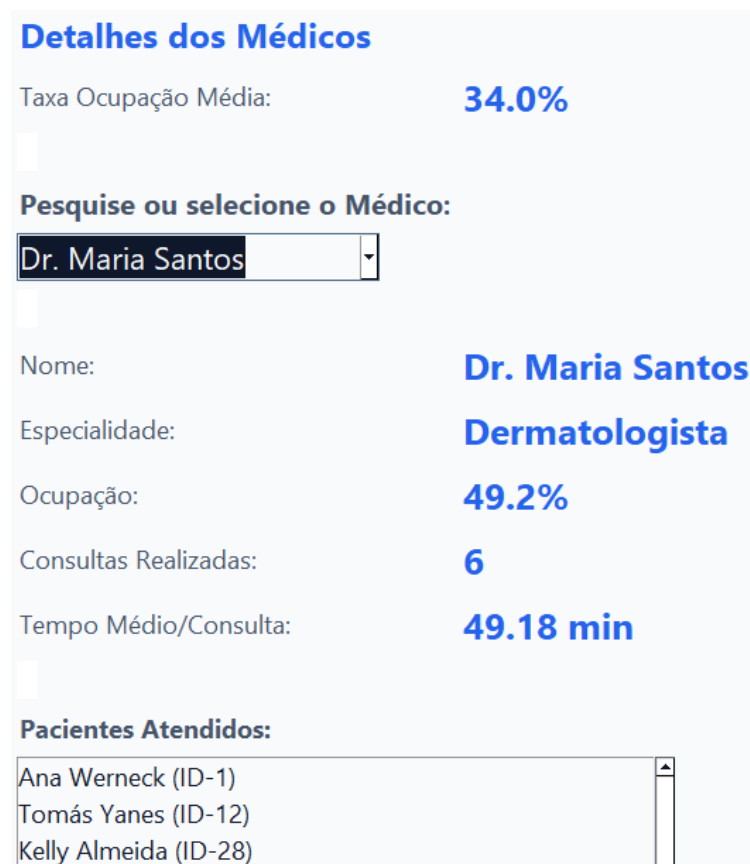 Detalhes dos Médicos
Taxa Ocupação Média: 34.0%
Pesquise ou selecione o Médico:
Dr. Maria Santos
Nome: Dr. Maria Santos
Especialidade: Dermatologista
Ocupação: 49.2%
Consultas Realizadas: 6
Tempo Médio/Consulta: 49.18 min
Pacientes Atendidos:
Ana Werneck (ID-1)
Tomás Yanes (ID-12)
Kelly Almeida (ID-28)